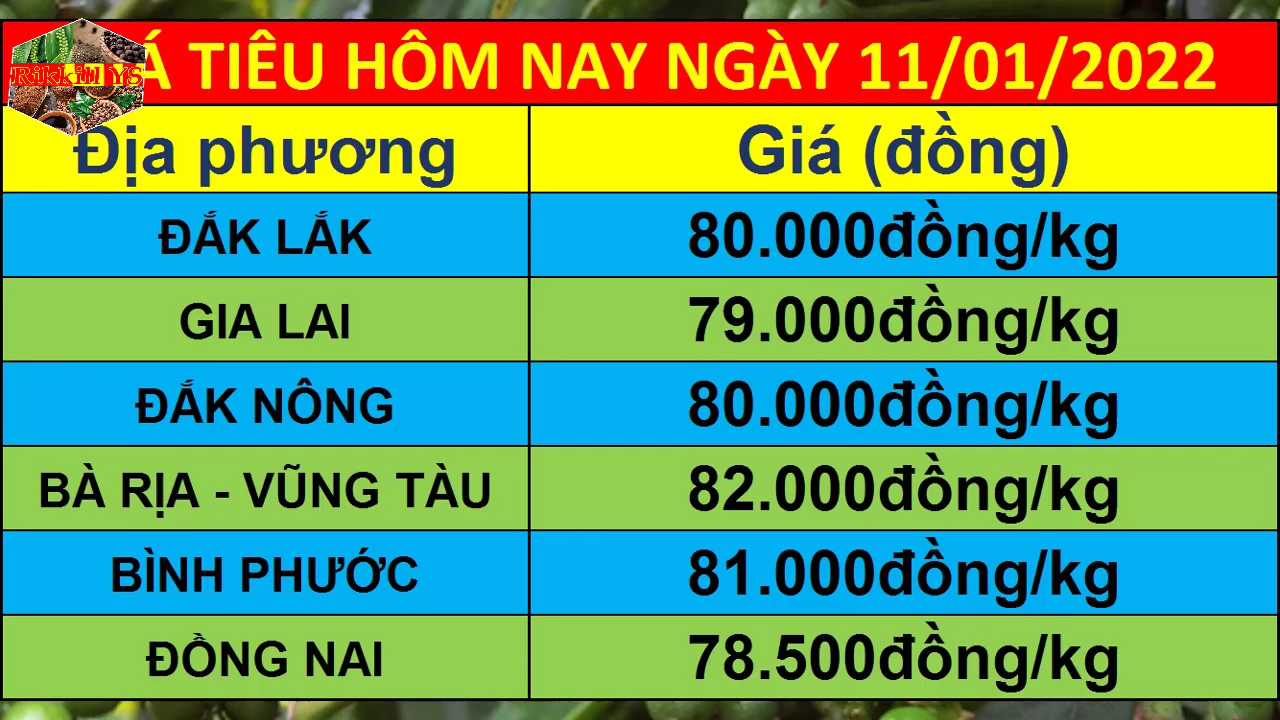 Rikkill YS
Á TIÊU HÔM NAY NGÀY 11/01/2022
Địa phương Giá (đồng)
ĐẮK LẮK 80.000đồng/kg
GIA LAI 79.000đồng/kg
ĐẮK NÔNG 80.000đồng/kg
BÀ RỊA - VŨNG TÀU 82.000đồng/kg
BÌNH PHƯỚC 81.000đồng/kg
ĐỒNG NAI 78.500đồng/kg